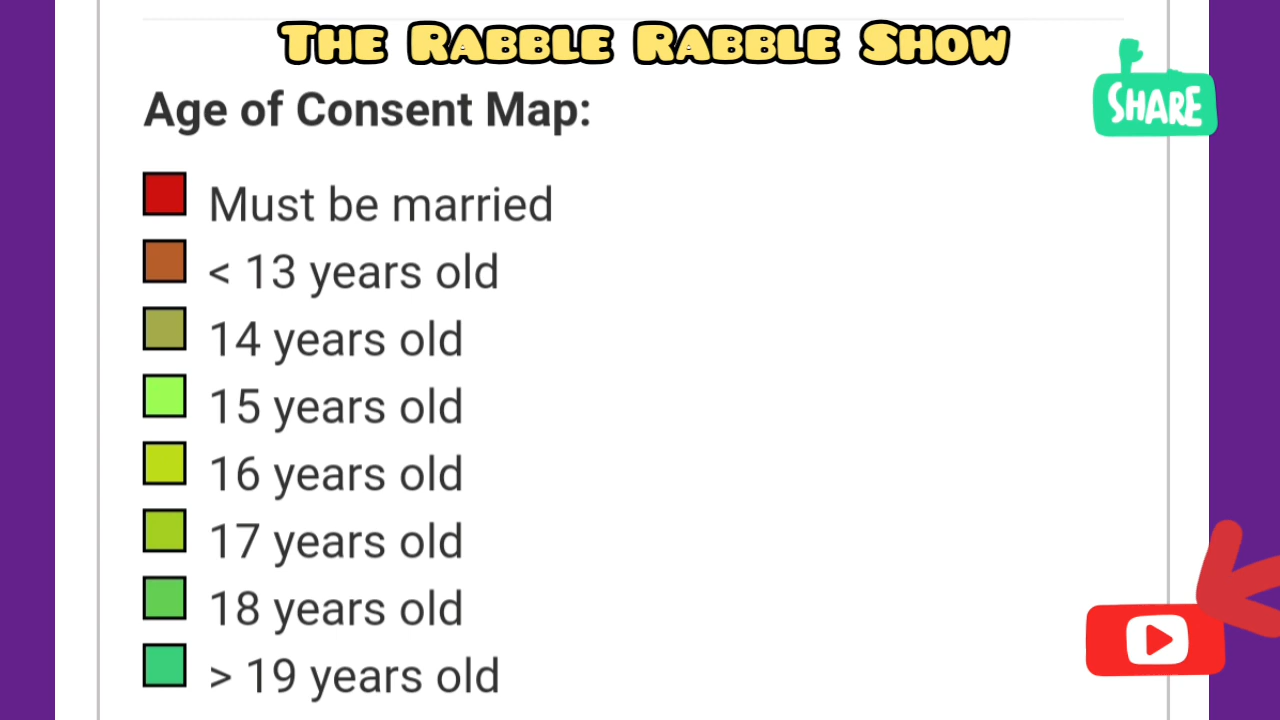 The Rabble Rabble Show
SHARE
Age of Consent Map:
Must be married
< 13 years old
14 years old
15 years old
16 years old
17 years old
18 years old
> 19 years old